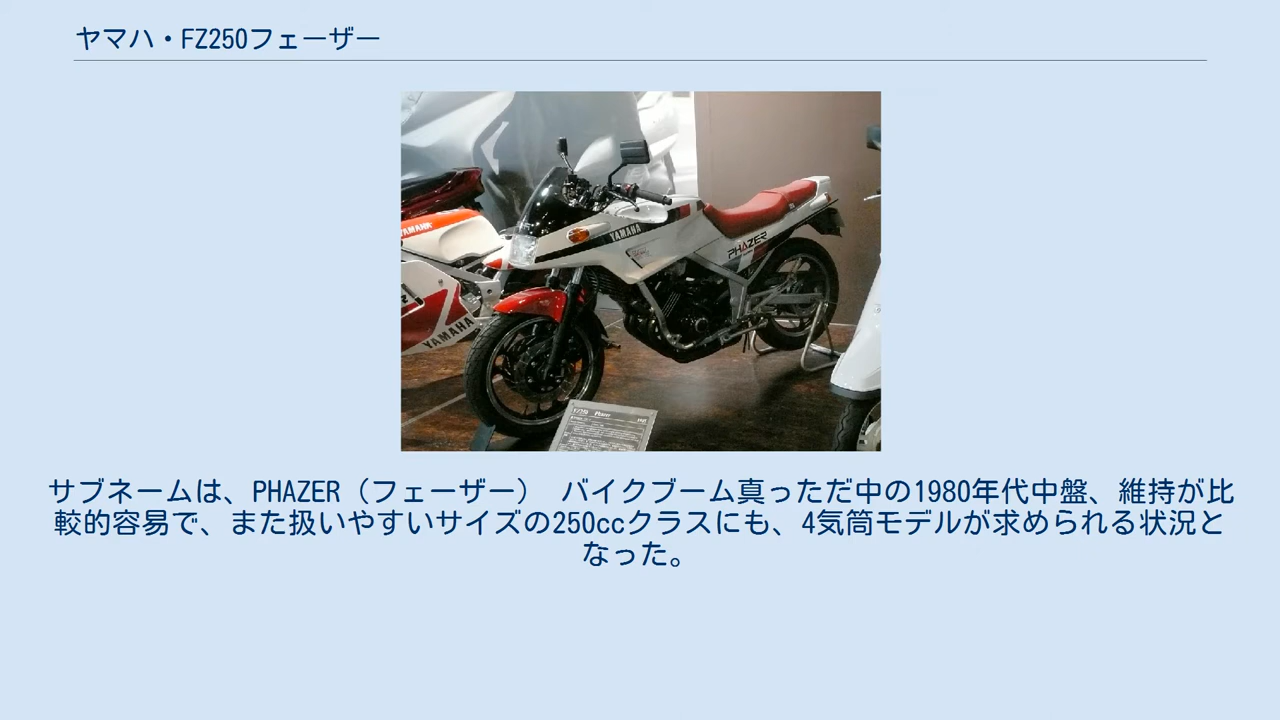 ヤマハ・FZ250フェーザー
YAMAHA
YAMAHA
PHAZER
YAMAHA
FZ250 Phazer
サブネームは、PHAZER（フェーザー） バイクブーム真っただ中の1980年代中盤、維持が比
較的容易で、また扱いやすいサイズの250ccクラスにも、4気筒モデルが求められる状況と
なった。